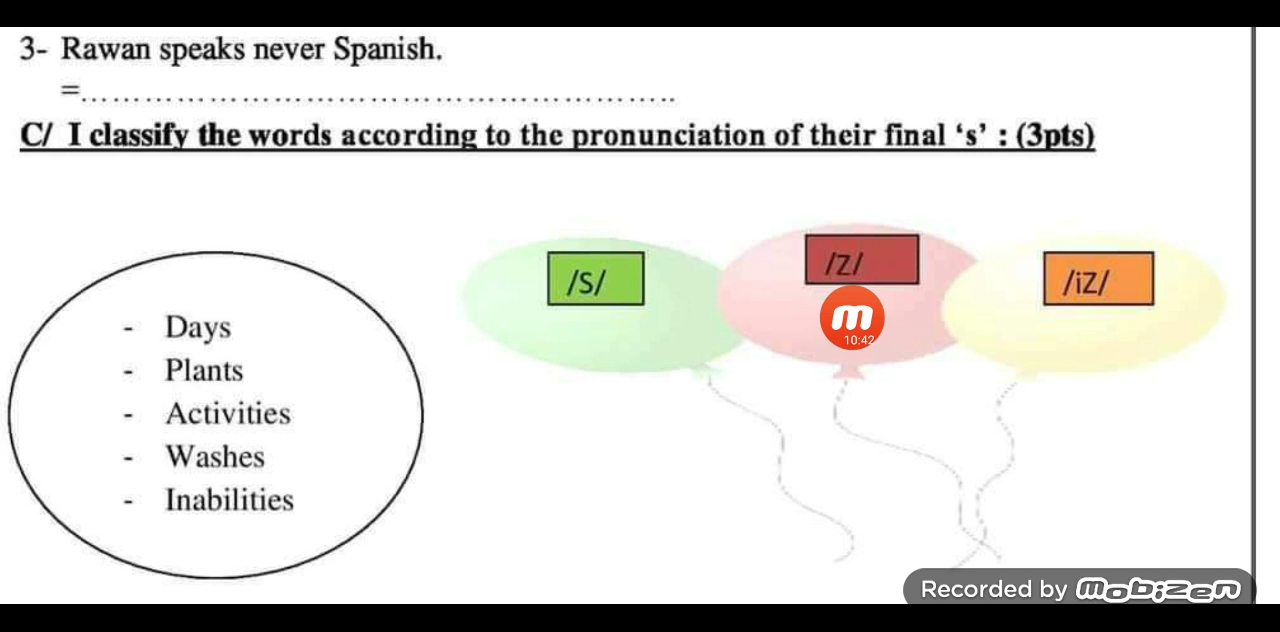 3- Rawan speaks never Spanish.
=..........................................................
C/ I classify the words according to the pronunciation of their final ‘s’ : (3pts)
/S/
/Z/
/iZ/
m
10:42
- Days
- Plants
- Activities
- Washes
- Inabilities
Recorded by Mobizen